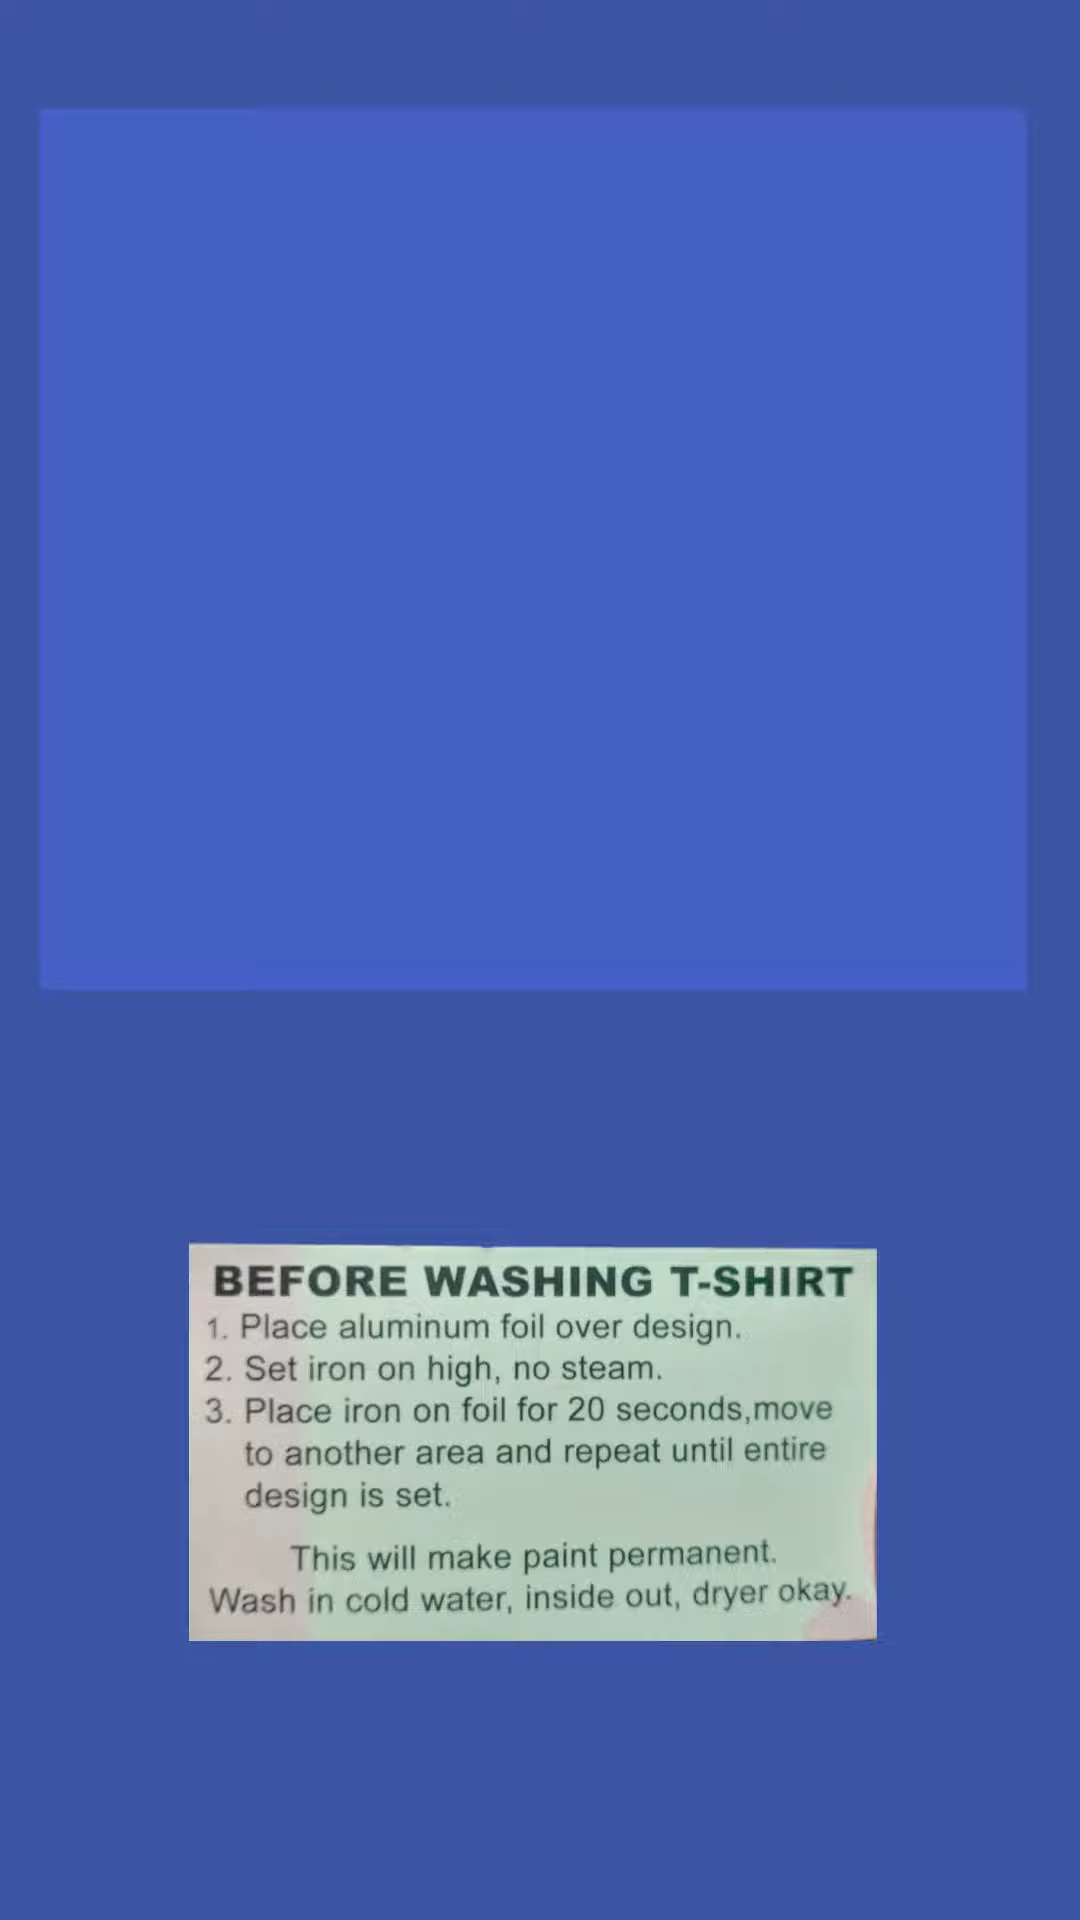 BEFORE WASHING T-SHIRT
1. Place aluminum foil over design.
2. Set iron on high, no steam.
3. Place iron on foil for 20 seconds,move
to another area and repeat until entire
design is set.
This will make paint permanent.
Wash in cold water, inside out, dryer okay.